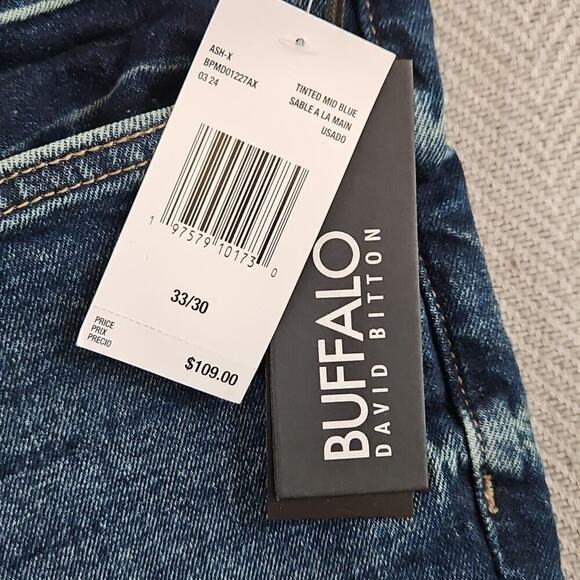 ASH-X
BPMD01227AX
03 24
TINTED MID BLUE
SABLE A LA MAIN
USADO
1 97579 10173 0
33/30
PRICE
PRIX
PRECIO
$109.00
BUFFALO
DAVID BITTON